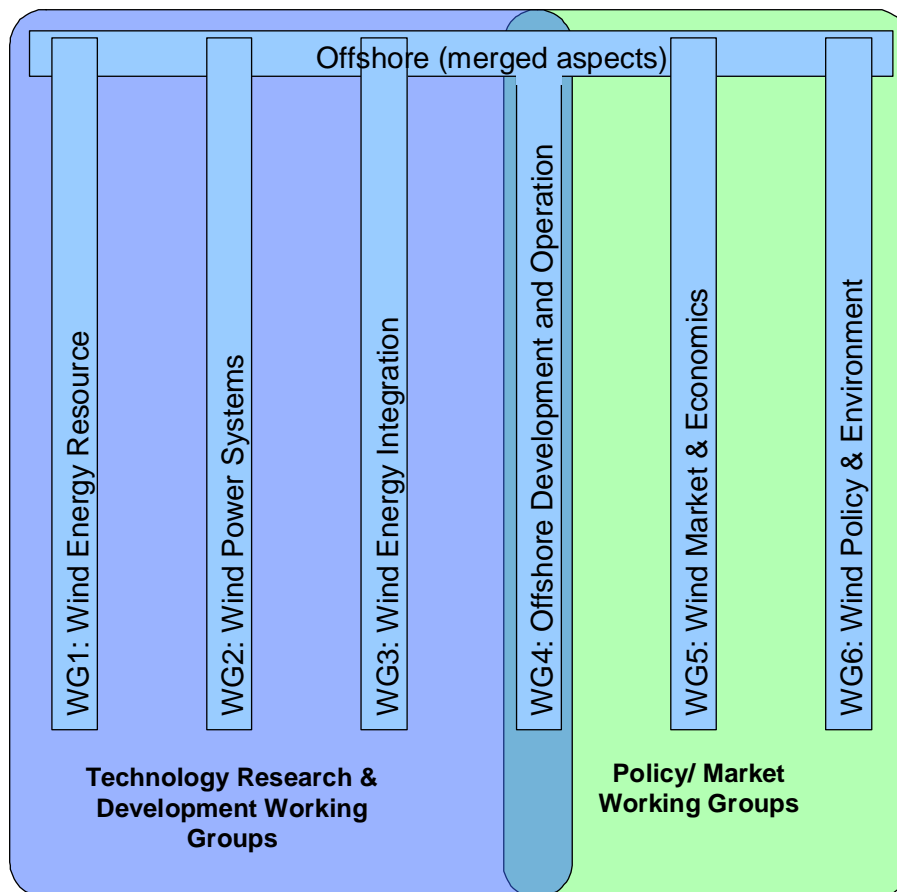 Offshore (merged aspects)
WG1: Wind Energy Resource
WG2: Wind Power Systems
WG3: Wind Energy Integration
WG4: Offshore Development and Operation
WG5: Wind Market & Economics
WG6: Wind Policy & Environment
Technology Research &
Development Working
Groups
Policy/ Market
Working Groups